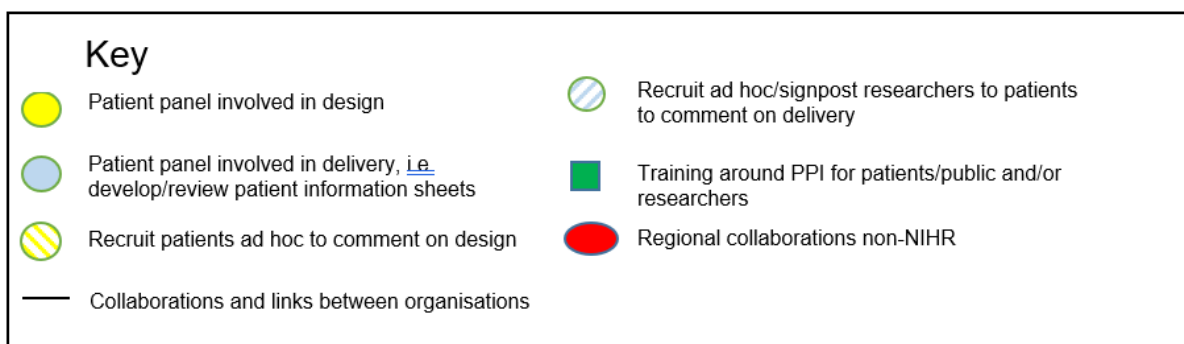 Key
Patient panel involved in design
Patient panel involved in delivery, i.e.
develop/review patient information sheets
Recruit patients ad hoc to comment on design
Collaborations and links between organisations
Recruit ad hoc/signpost researchers to patients
to comment on delivery
Training around PPI for patients/public and/or
researchers
Regional collaborations non-NIHR